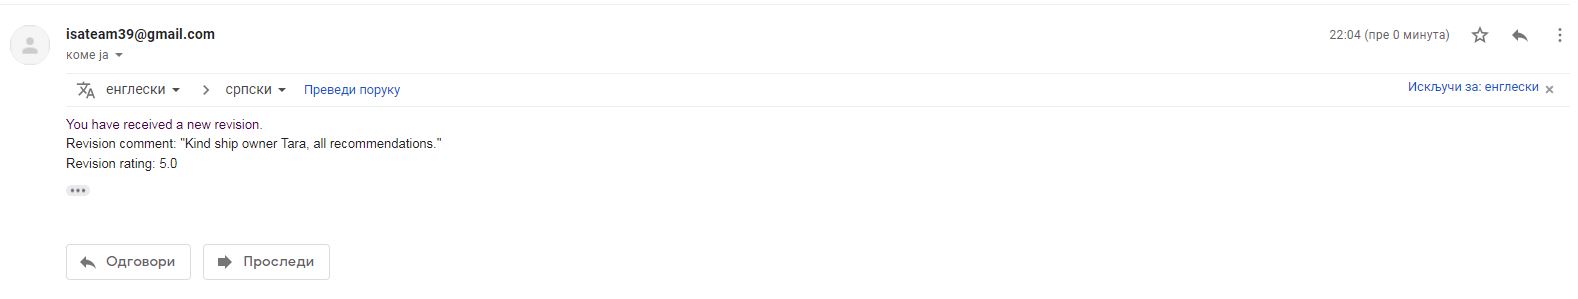 isateam39@gmail.com
22:04 (пре 0 минута)
коме ја
енглески
српски
Преведи поруку
Искључи за: енглески
You have received a new revision.
Revision comment: "Kind ship owner Tara, all recommendations."
Revision rating: 5.0
Одговори
Проследи